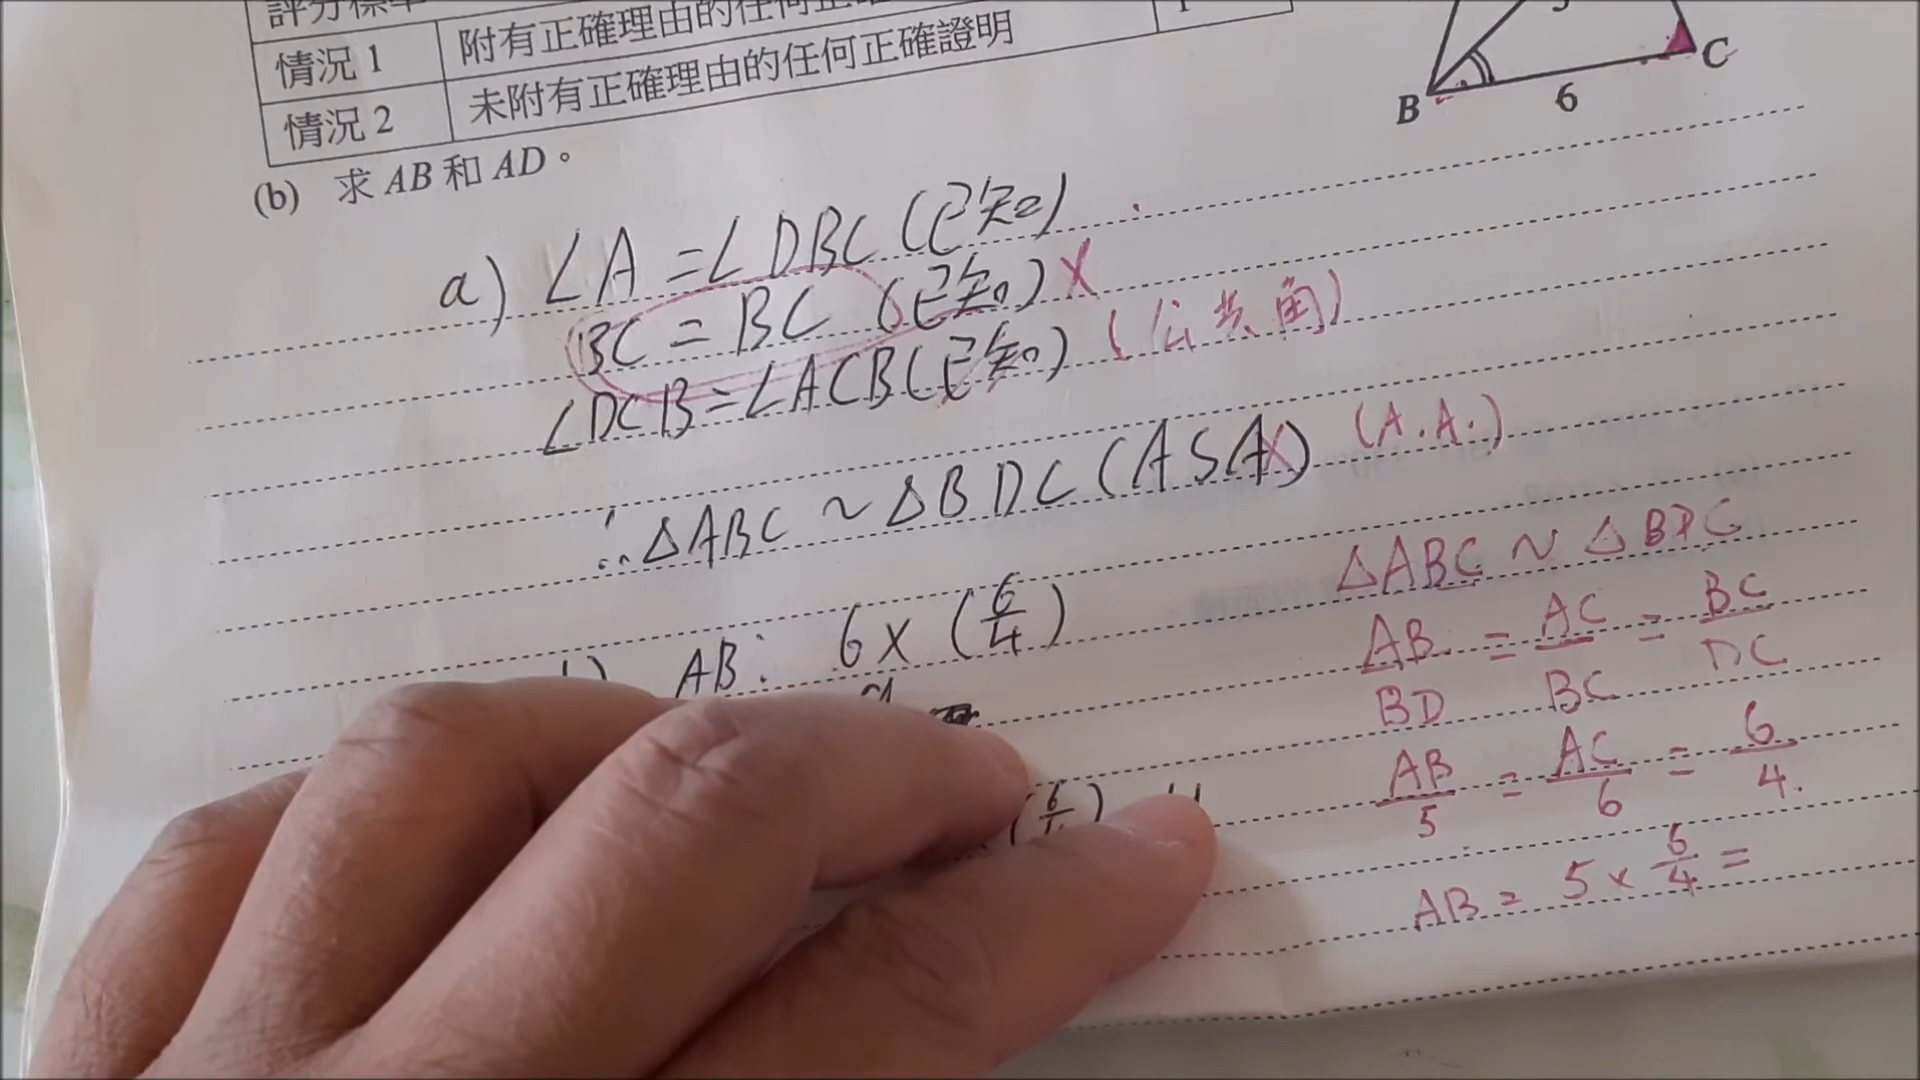 評分標準
情況 1 附有正確理由的任何正確
情況 2 未附有正確理由的任何正確證明 1
B 6 C
(b) 求 AB 和 AD。
a) ∠A = ∠DBC (已知)
BC = BC (已知) X
∠DCB = ∠ACB (已知) (公共角)
∴ △ABC ~ △BDC (ASA) X (A.A.)
△ABC ~ △BDC
AB: 6 x (6/4)
AB/BD = AC/BC = BC/DC
AB/5 = AC/6 = 6/4.
AB = 5 x 6/4 =